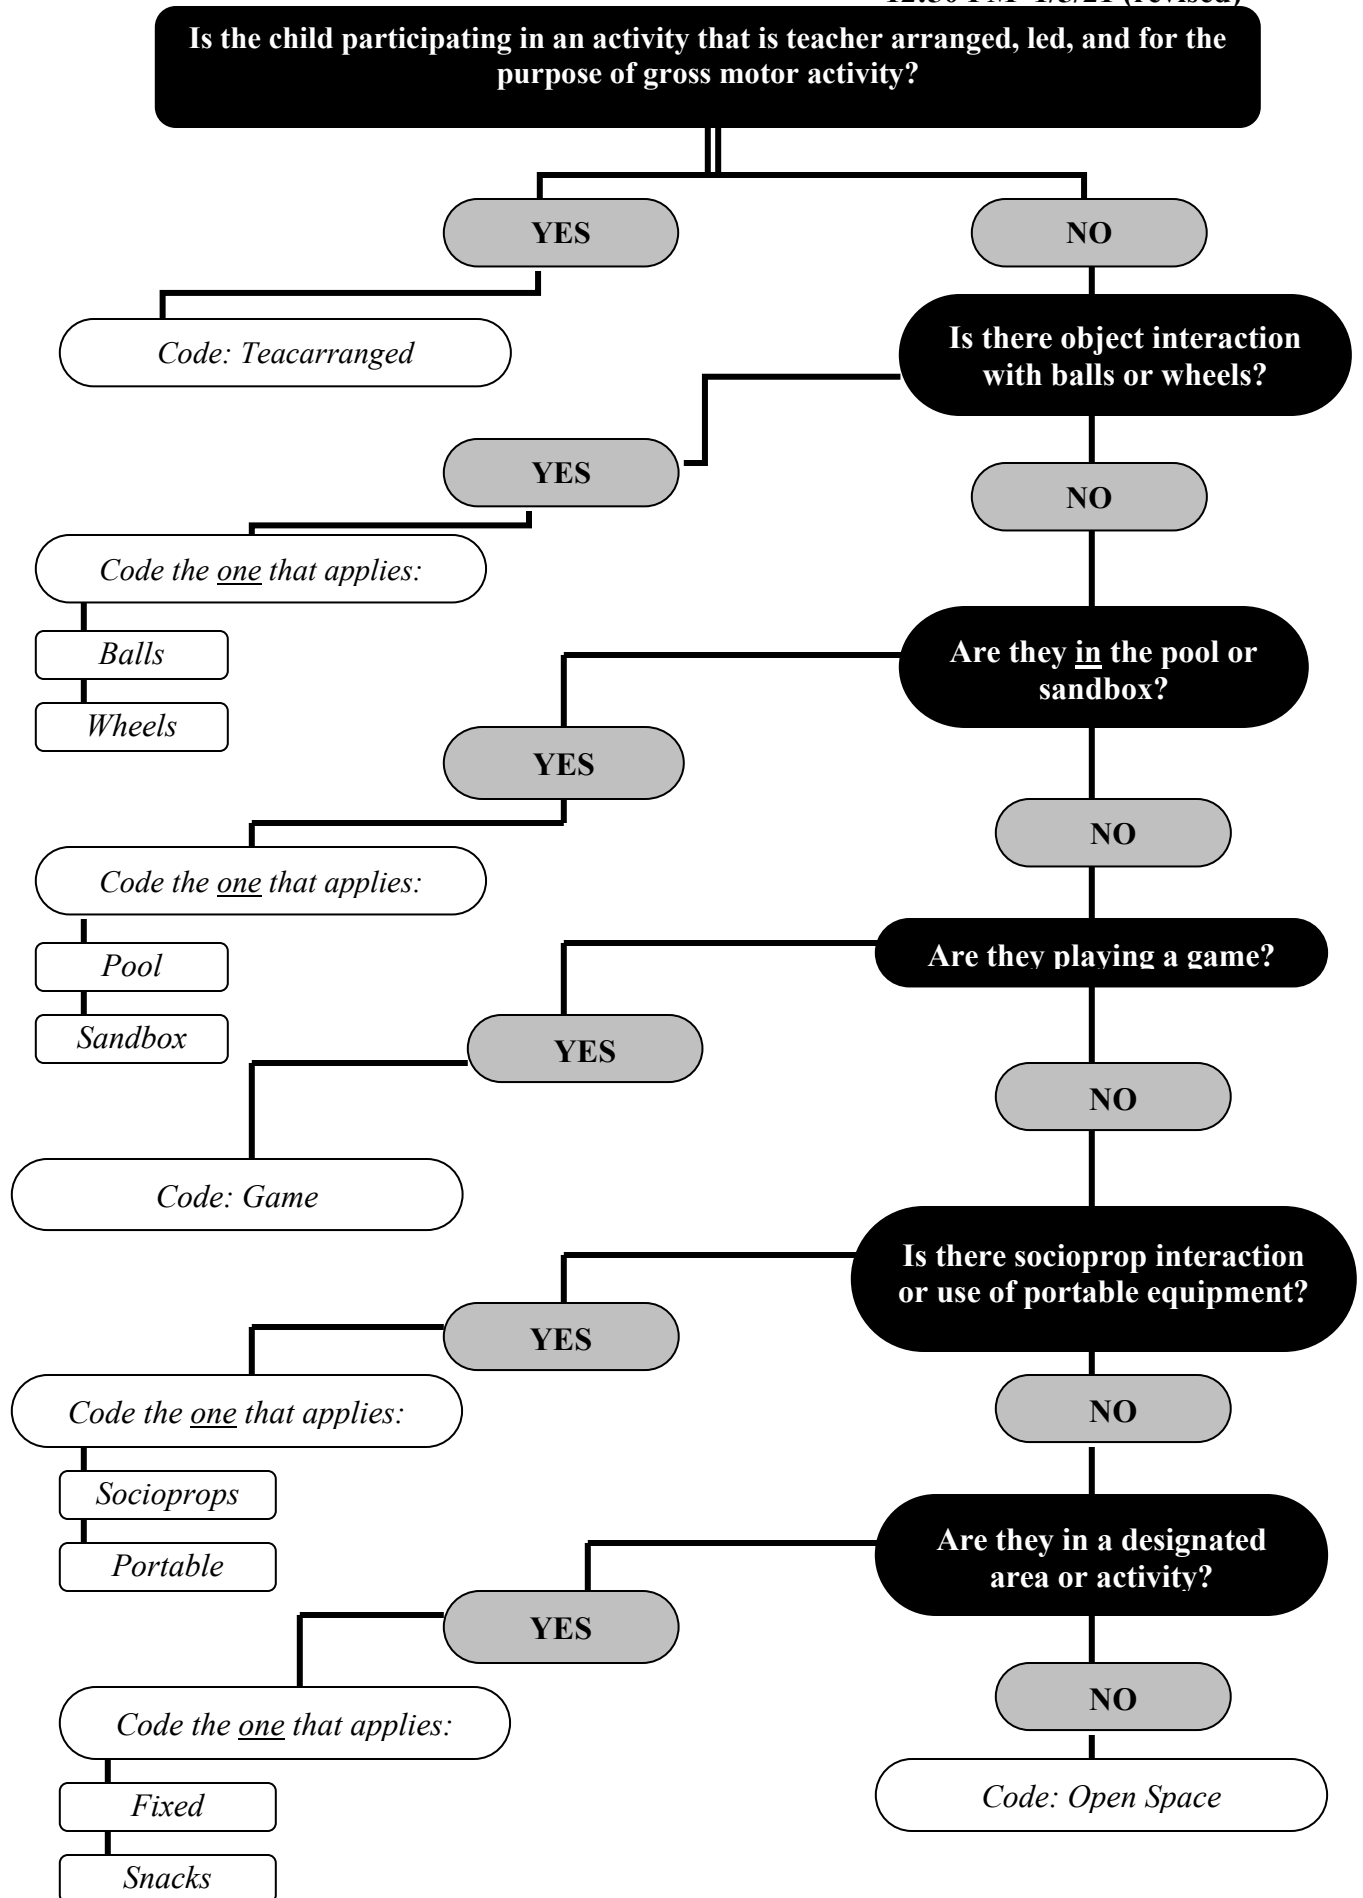 Is the child participating in an activity that is teacher arranged, led, and for the
purpose of gross motor activity?
YES
NO
Code: Teacarranged
Is there object interaction
with balls or wheels?
YES
NO
Code the one that applies:
Balls
Wheels
Are they in the pool or
sandbox?
YES
NO
Code the one that applies:
Pool
Sandbox
Are they playing a game?
YES
NO
Code: Game
Is there socioprop interaction
or use of portable equipment?
YES
NO
Code the one that applies:
Socioprops
Portable
Are they in a designated
area or activity?
YES
NO
Code the one that applies:
Fixed
Snacks
Code: Open Space